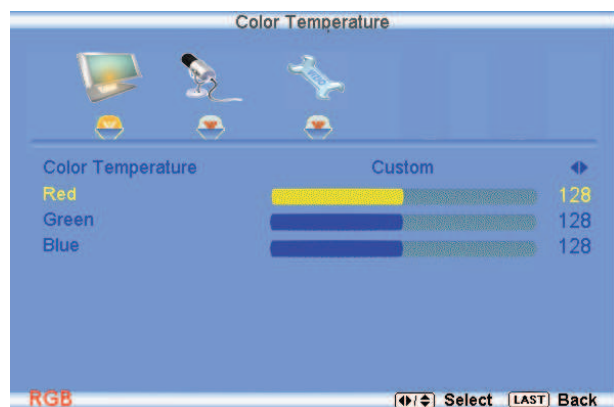 Color Temperature
Color Temperature Custom
Red 128
Green 128
Blue 128
RGB Select LAST Back